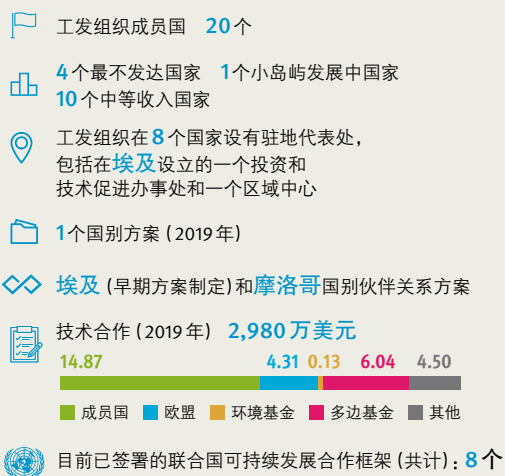 工发组织成员国 20个
4个最不发达国家 1个小岛屿发展中国家
10个中等收入国家
工发组织在8个国家设有驻地代表处，
包括在埃及设立的一个投资和
技术促进办事处和一个区域中心
1个国别方案（2019年）
埃及（早期方案制定）和摩洛哥国别伙伴关系方案
技术合作（2019年） 2,980万美元
14.87 4.31 0.13 6.04 4.50
成员国 欧盟 环境基金 多边基金 其他
目前已签署的联合国可持续发展合作框架（共计）：8个